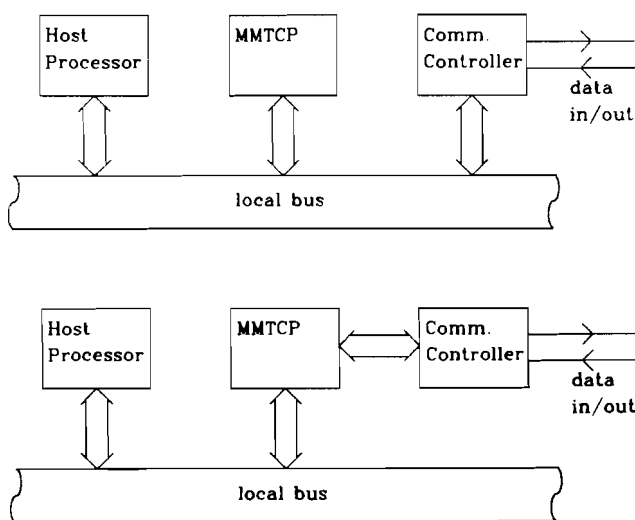 Host
Processor
MMTCP
Comm.
Controller
data
in/out
local bus
Host
Processor
MMTCP
Comm.
Controller
data
in/out
local bus